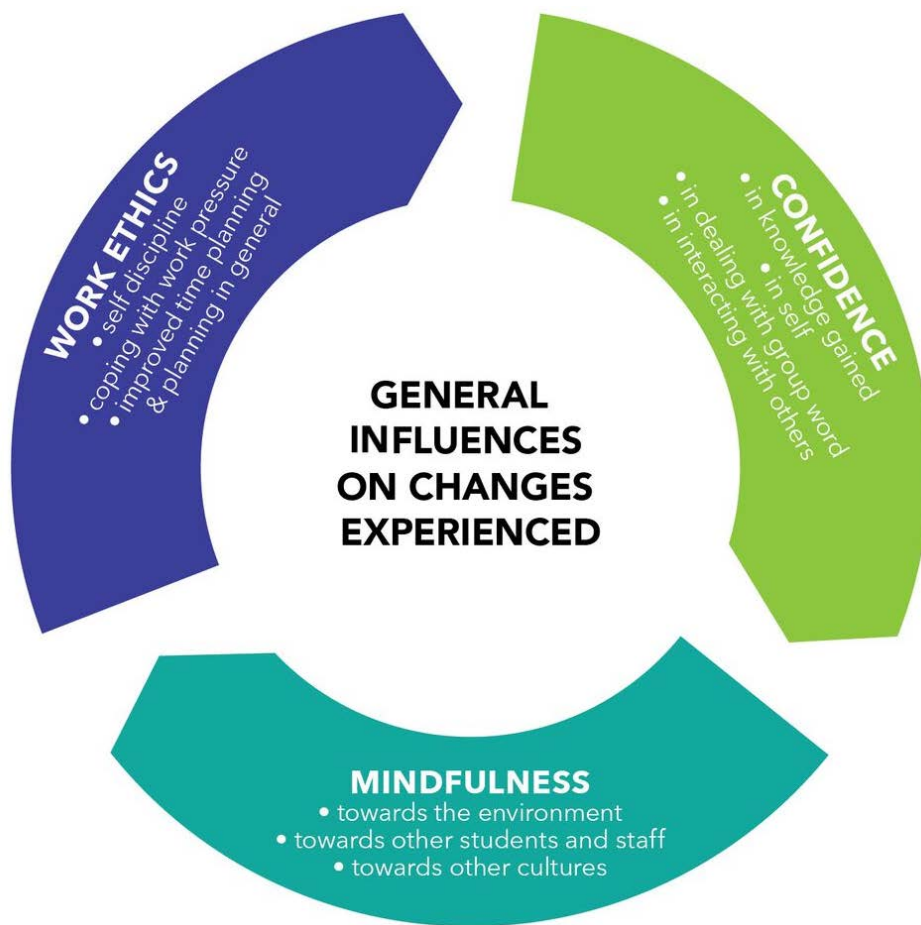 GENERAL
INFLUENCES
ON CHANGES
EXPERIENCED
WORK ETHICS
• self discipline
• coping with work pressure
• improved time planning
& planning in general
CONFIDENCE
• in knowledge gained
• in self
• in dealing with group word
• in interacting with others
MINDFULNESS
• towards the environment
• towards other students and staff
• towards other cultures